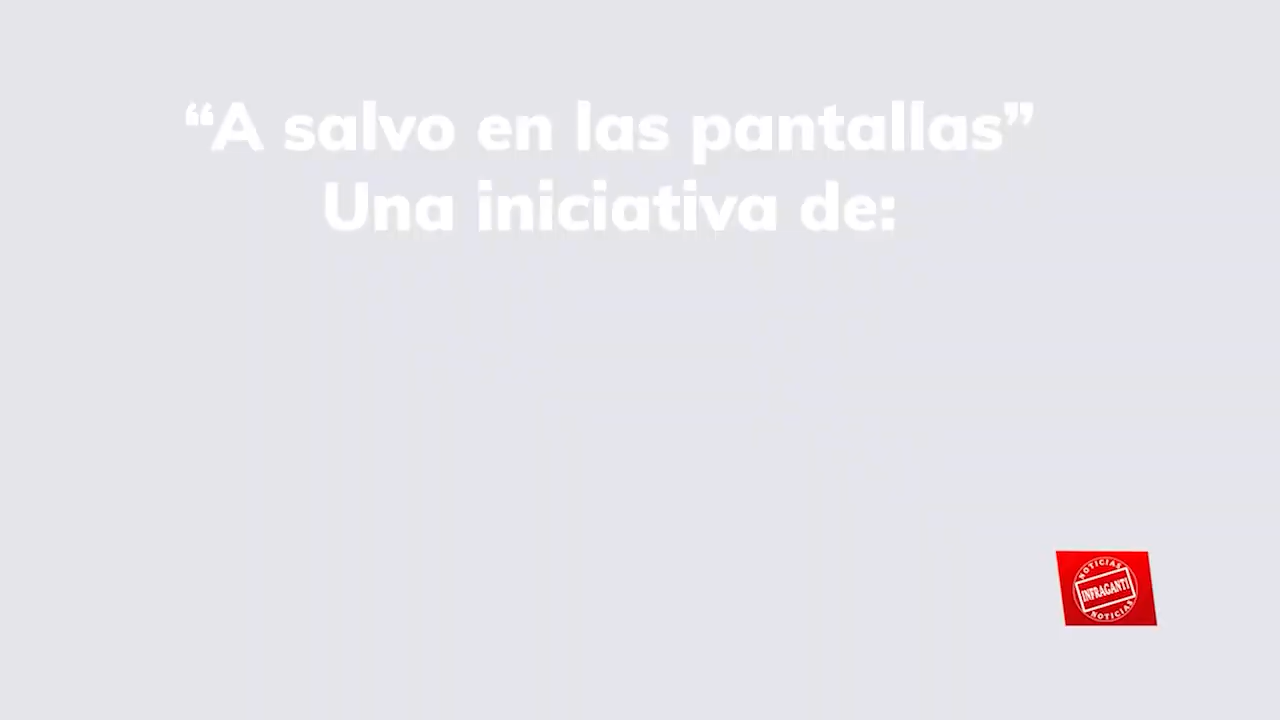 “A salvo en las pantallas”
Una iniciativa de:
NOTICIAS
INFRAGANTI
NOTICIAS